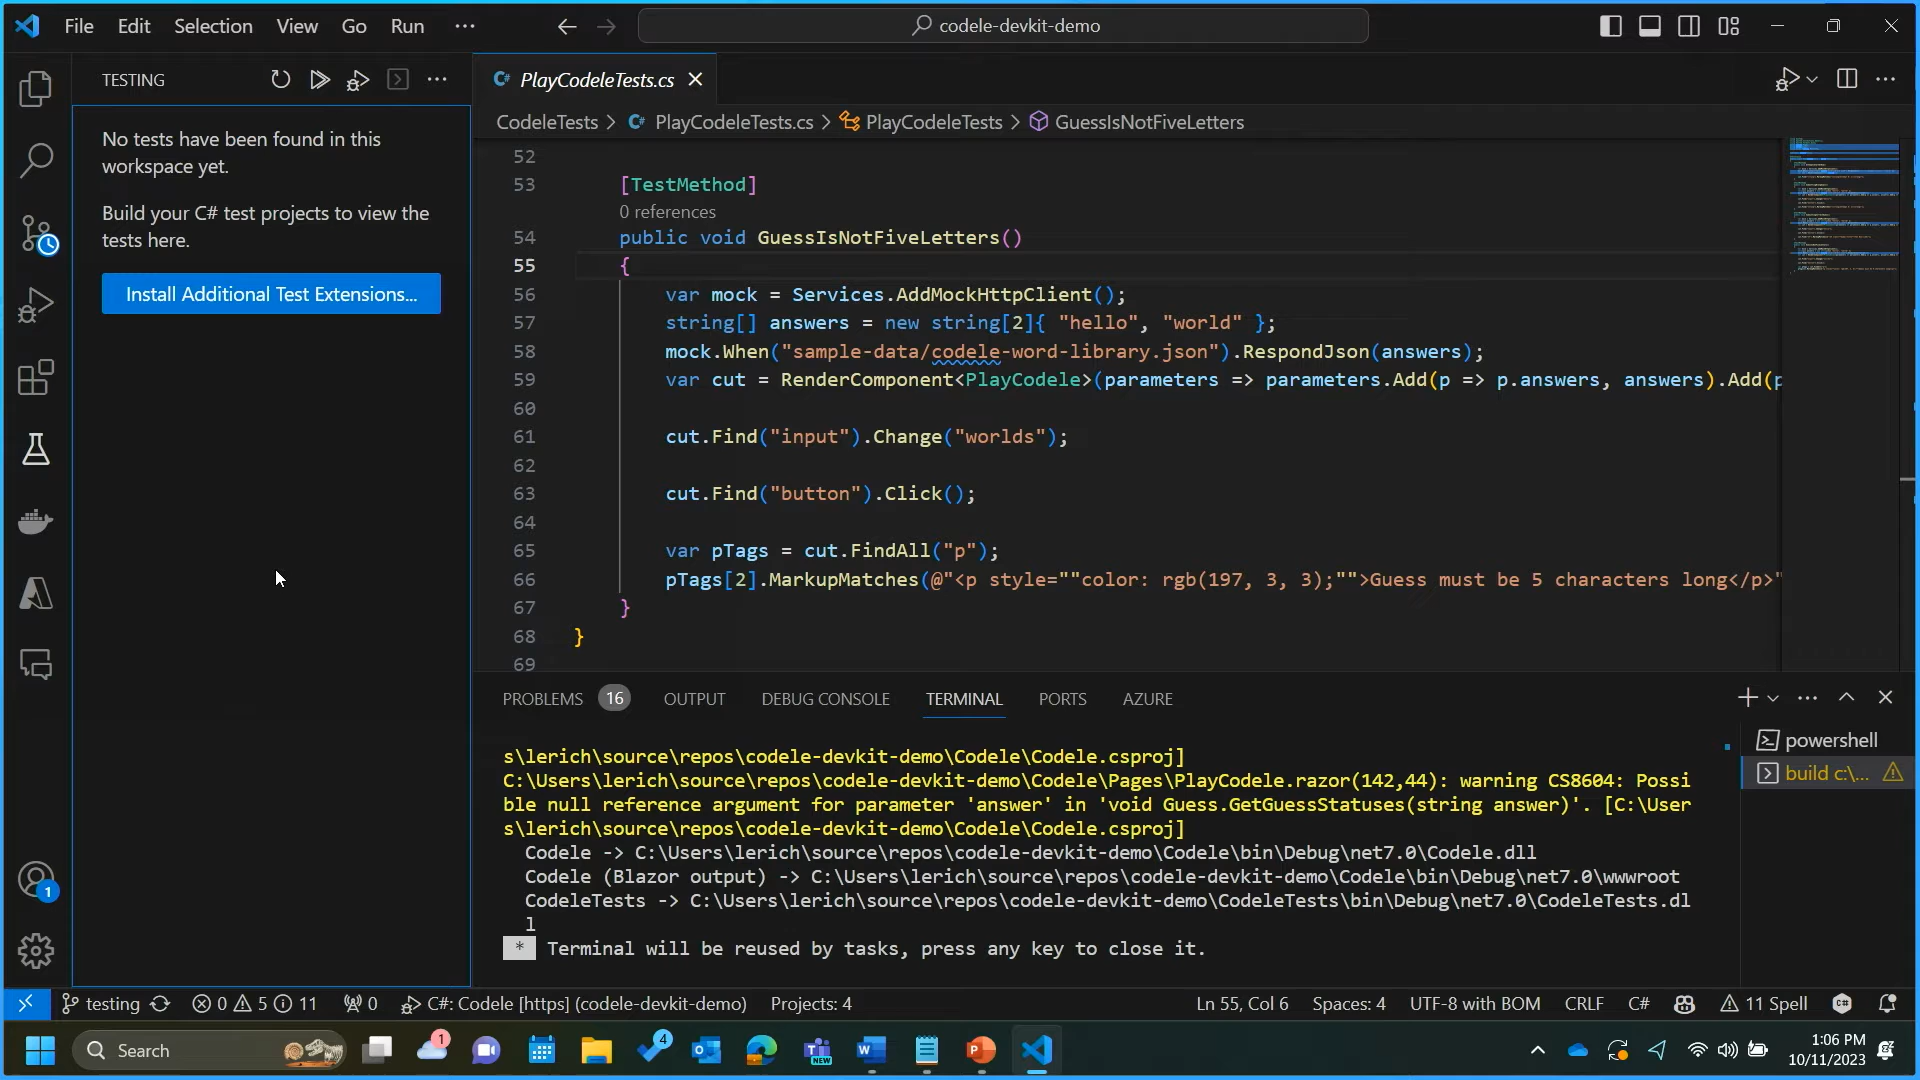 File Edit Selection View Go Run ···
codele-devkit-demo
TESTING
No tests have been found in this
workspace yet.
Build your C# test projects to view the
tests here.
Install Additional Test Extensions...
PlayCodeleTests.cs
CodeleTests > PlayCodeleTests.cs > PlayCodeleTests > GuessIsNotFiveLetters
52
53 [TestMethod]
0 references
54 public void GuessIsNotFiveLetters()
55 {
56 var mock = Services.AddMockHttpClient();
57 string[] answers = new string[2]{ "hello", "world" };
58 mock.When("sample-data/codele-word-library.json").RespondJson(answers);
59 var cut = RenderComponent<PlayCodele>(parameters => parameters.Add(p => p.answers, answers).Add(p
60
61 cut.Find("input").Change("worlds");
62
63 cut.Find("button").Click();
64
65 var pTags = cut.FindAll("p");
66 pTags[2].MarkupMatches(@"<p style=""color: rgb(197, 3, 3);"">Guess must be 5 characters long</p>"
67 }
68 }
69
PROBLEMS 16 OUTPUT DEBUG CONSOLE TERMINAL PORTS AZURE
s\lerich\source\repos\codele-devkit-demo\Codele\Codele.csproj]
C:\Users\lerich\source\repos\codele-devkit-demo\Codele\Pages\PlayCodele.razor(142,44): warning CS8604: Possi
ble null reference argument for parameter 'answer' in 'void Guess.GetGuessStatuses(string answer)'. [C:\User
s\lerich\source\repos\codele-devkit-demo\Codele\Codele.csproj]
Codele -> C:\Users\lerich\source\repos\codele-devkit-demo\Codele\bin\Debug\net7.0\Codele.dll
Codele (Blazor output) -> C:\Users\lerich\source\repos\codele-devkit-demo\Codele\bin\Debug\net7.0\wwwroot
CodeleTests -> C:\Users\lerich\source\repos\codele-devkit-demo\CodeleTests\bin\Debug\net7.0\CodeleTests.dl
l
* Terminal will be reused by tasks, press any key to close it.
powershell
build c:\...
1
testing 0 5 11 0 C#: Codele [https] (codele-devkit-demo) Projects: 4 Ln 55, Col 6 Spaces: 4 UTF-8 with BOM CRLF C# 11 Spell
Search 1 4 NEW
1:06 PM
10/11/2023